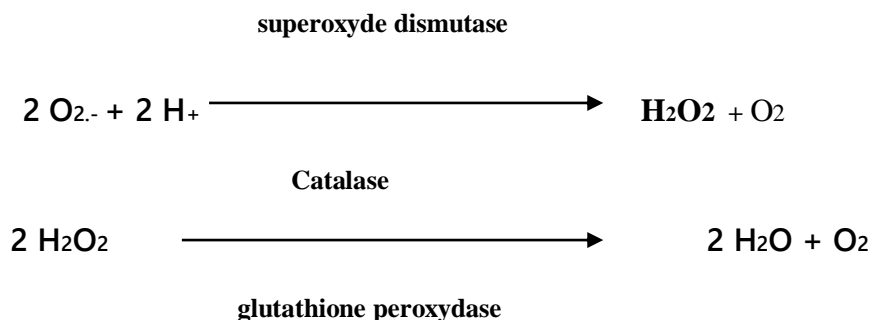 superoxyde dismutase
2 O2.- + 2 H+ H2O2 + O2
Catalase
2 H2O2 2 H2O + O2
glutathione peroxydase